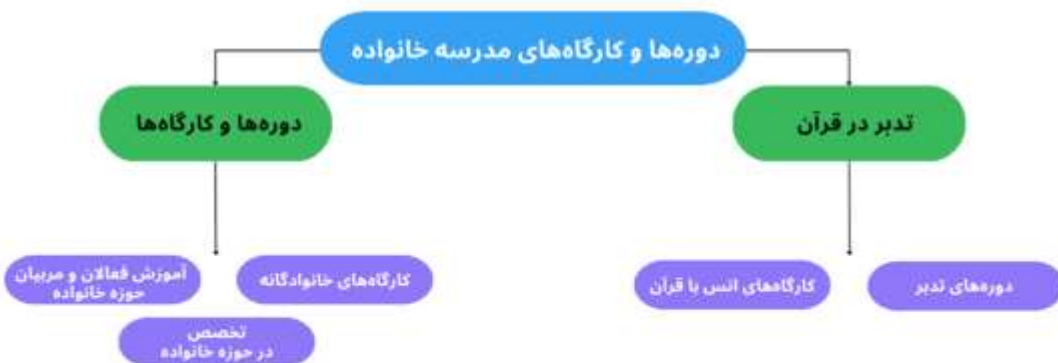 دوره‌ها و کارگاه‌های مدرسه خانواده
تدبر در قرآن
دوره‌ها و کارگاه‌ها
دوره‌های تدبر
کارگاه‌های انس با قرآن
کارگاه‌های خانوادگانه
آموزش فعالان و مربیان
حوزه خانواده
تخصص
در حوزه خانواده